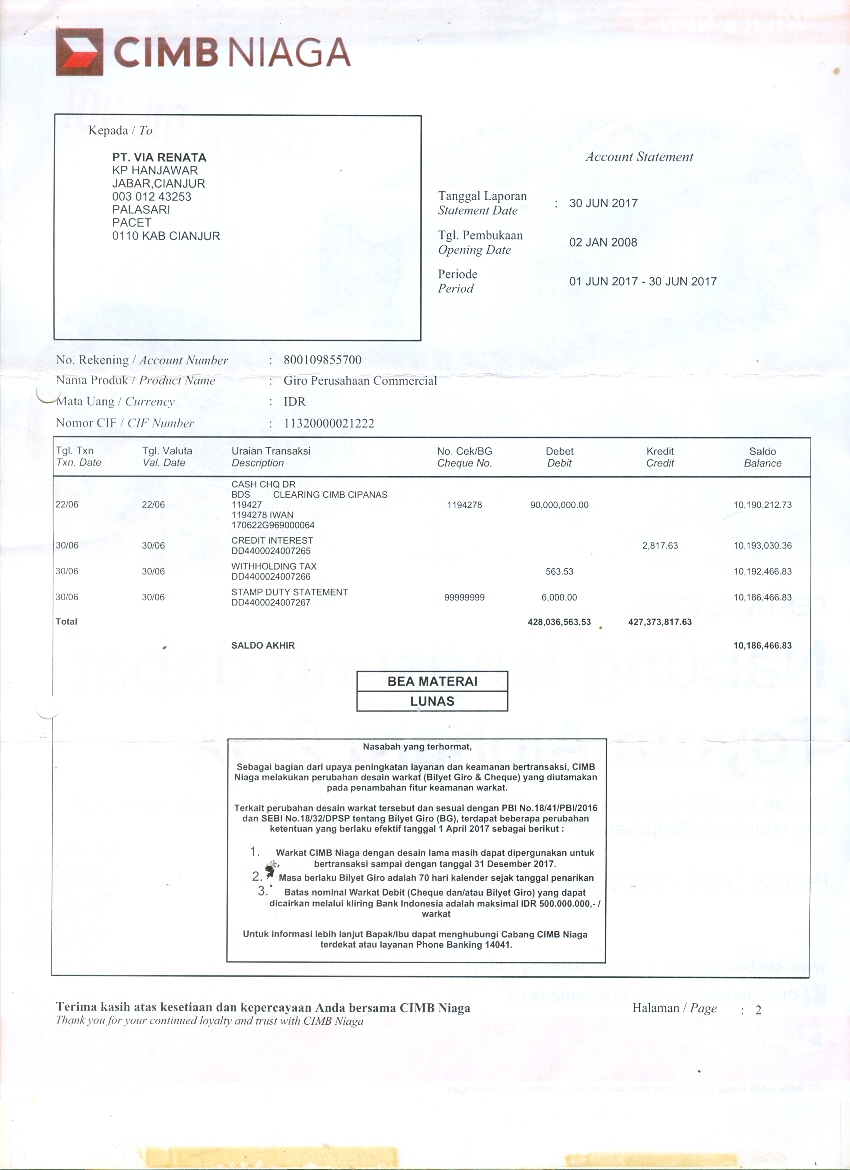 CIMB NIAGA
Kepada / To
PT. VIA RENATA
KP HANJAWAR
JABAR,CIANJUR
003 012 43253
PALASARI
PACET
0110 KAB CIANJUR
Account Statement
Tanggal Laporan : 30 JUN 2017
Statement Date
Tgl. Pembukaan 02 JAN 2008
Opening Date
Periode 01 JUN 2017 - 30 JUN 2017
Period
No. Rekening / Account Number : 800109855700
Nama Produk / Product Name : Giro Perusahaan Commercial
Mata Uang / Currency : IDR
Nomor CIF / CIF Number : 11320000021222
Tgl. Txn Tgl. Valuta Uraian Transaksi No. Cek/BG Debet Kredit Saldo
Txn. Date Val. Date Description Cheque No. Debit Credit Balance
CASH CHQ DR
BDS CLEARING CIMB CIPANAS
22/06 22/06 119427 1194278 90,000,000.00 10,190,212.73
1194278 IWAN
170622G969000064
30/06 30/06 CREDIT INTEREST 2,817.63 10,193,030.36
DD4400024007265
30/06 30/06 WITHHOLDING TAX 563.53 10,192,466.83
DD4400024007266
30/06 30/06 STAMP DUTY STATEMENT 99999999 6,000.00 10,186,466.83
DD4400024007267
Total 428,036,563.53 427,373,817.63
SALDO AKHIR 10,186,466.83
BEA MATERAI
LUNAS
Nasabah yang terhormat,
Sebagai bagian dari upaya peningkatan layanan dan keamanan bertransaksi, CIMB
Niaga melakukan perubahan desain warkat (Bilyet Giro & Cheque) yang diutamakan
pada penambahan fitur keamanan warkat.
Terkait perubahan desain warkat tersebut dan sesuai dengan PBI No.18/41/PBI/2016
dan SEBI No.18/32/DPSP tentang Bilyet Giro (BG), terdapat beberapa perubahan
ketentuan yang berlaku efektif tanggal 1 April 2017 sebagai berikut :
1. Warkat CIMB Niaga dengan desain lama masih dapat dipergunakan untuk
bertransaksi sampai dengan tanggal 31 Desember 2017.
2. Masa berlaku Bilyet Giro adalah 70 hari kalender sejak tanggal penarikan
3. Batas nominal Warkat Debit (Cheque dan/atau Bilyet Giro) yang dapat
dicairkan melalui kliring Bank Indonesia adalah maksimal IDR 500.000.000,- /
warkat
Untuk informasi lebih lanjut Bapak/Ibu dapat menghubungi Cabang CIMB Niaga
terdekat atau layanan Phone Banking 14041.
Terima kasih atas kesetiaan dan kepercayaan Anda bersama CIMB Niaga
Thank you for your continued loyalty and trust with CIMB Niaga
Halaman / Page : 2